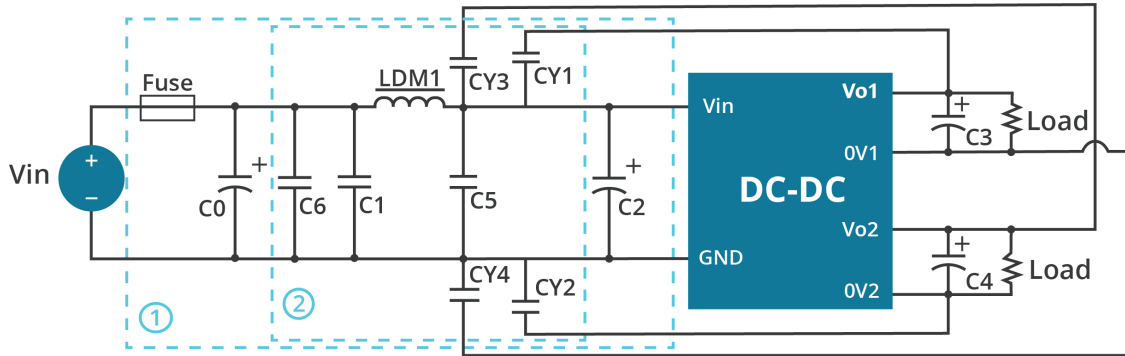 Fuse
LDM1
CY3
CY1
Vin
+
−
Vin
C0
+
C6
C1
C5
C2
+
Vin
GND
DC-DC
Vo1
0V1
Vo2
0V2
+
C3
Load
+
C4
Load
CY4
CY2
1
2